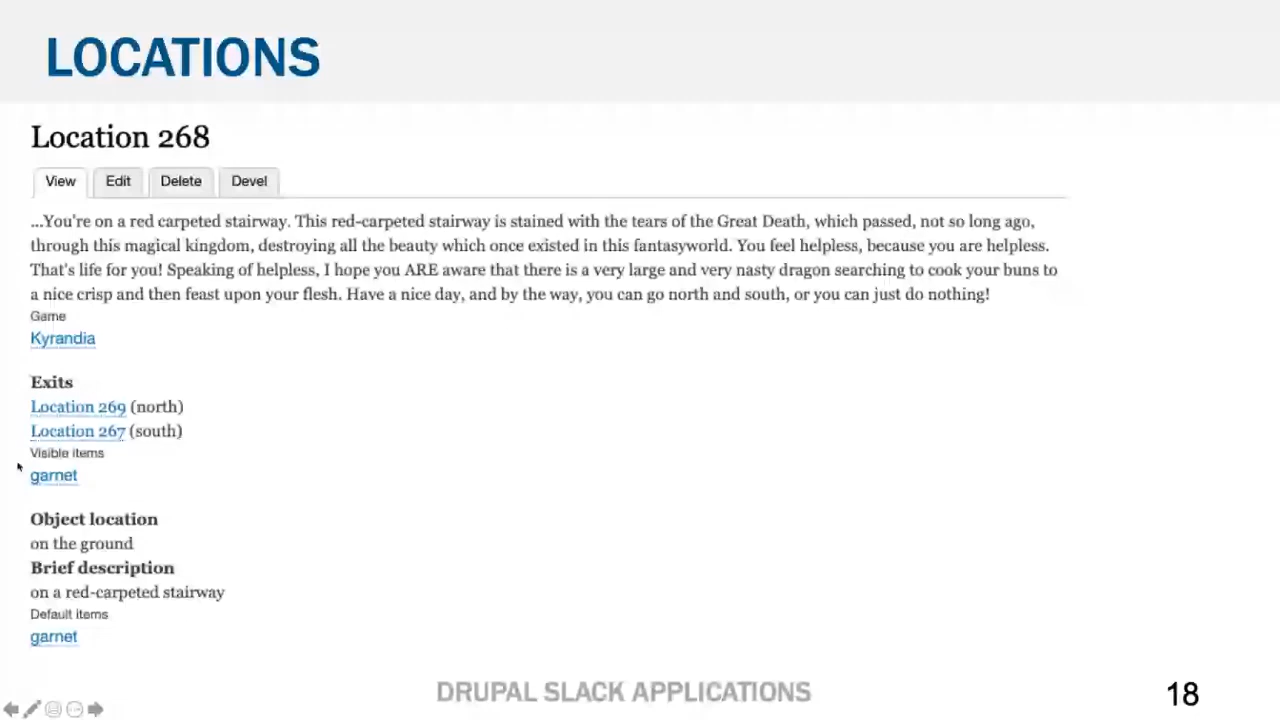 LOCATIONS
Location 268
View Edit Delete Devel
...You're on a red carpeted stairway. This red-carpeted stairway is stained with the tears of the Great Death, which passed, not so long ago,
through this magical kingdom, destroying all the beauty which once existed in this fantasyworld. You feel helpless, because you are helpless.
That's life for you! Speaking of helpless, I hope you ARE aware that there is a very large and very nasty dragon searching to cook your buns to
a nice crisp and then feast upon your flesh. Have a nice day, and by the way, you can go north and south, or you can just do nothing!
Game
Kyrandia
Exits
Location 269 (north)
Location 267 (south)
Visible items
garnet
Object location
on the ground
Brief description
on a red-carpeted stairway
Default items
garnet
DRUPAL SLACK APPLICATIONS
18